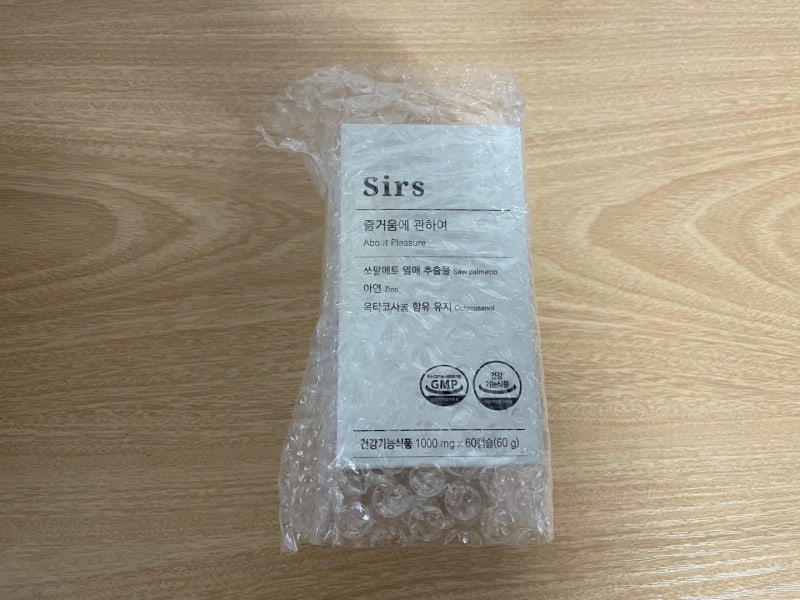 Sirs
즐거움에 관하여
About Pleasure
쏘팔메토 열매 추출물 Saw palmetto
아연 Zinc
옥타코사놀 함유 유지 Octacosanol
GMP
건강
기능식품
건강기능식품 1000 mg x 60캡슐(60 g)